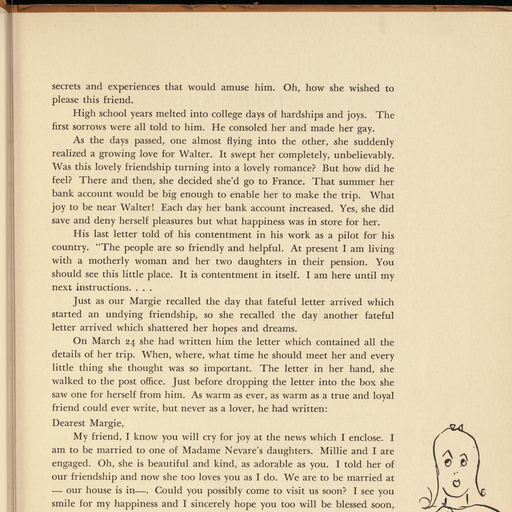 secrets and experiences that would amuse him. Oh, how she wished to
please this friend.
High school years melted into college days of hardships and joys. The
first sorrows were all told to him. He consoled her and made her gay.
As the days passed, one almost flying into the other, she suddenly
realized a growing love for Walter. It swept her completely, unbelievably.
Was this lovely friendship turning into a lovely romance? But how did he
feel? There and then, she decided she'd go to France. That summer her
bank account would be big enough to enable her to make the trip. What
joy to be near Walter! Each day her bank account increased. Yes, she did
save and deny herself pleasures but what happiness was in store for her.
His last letter told of his contentment in his work as a pilot for his
country. "The people are so friendly and helpful. At present I am living
with a motherly woman and her two daughters in their pension. You
should see this little place. It is contentment in itself. I am here until my
next instructions. . . .
Just as our Margie recalled the day that fateful letter arrived which
started an undying friendship, so she recalled the day another fateful
letter arrived which shattered her hopes and dreams.
On March 24 she had written him the letter which contained all the
details of her trip. When, where, what time he should meet her and every
little thing she thought was so important. The letter in her hand, she
walked to the post office. Just before dropping the letter into the box she
saw one for herself from him. As warm as ever, as warm as a true and loyal
friend could ever write, but never as a lover, he had written:
Dearest Margie,
My friend, I know you will cry for joy at the news which I enclose. I
am to be married to one of Madame Nevare's daughters. Millie and I are
engaged. Oh, she is beautiful and kind, as adorable as you. I told her of
our friendship and now she too loves you as I do. We are to be married at
— our house is in—. Could you possibly come to visit us soon? I see you
smile for my happiness and I sincerely hope you too will be blessed soon,